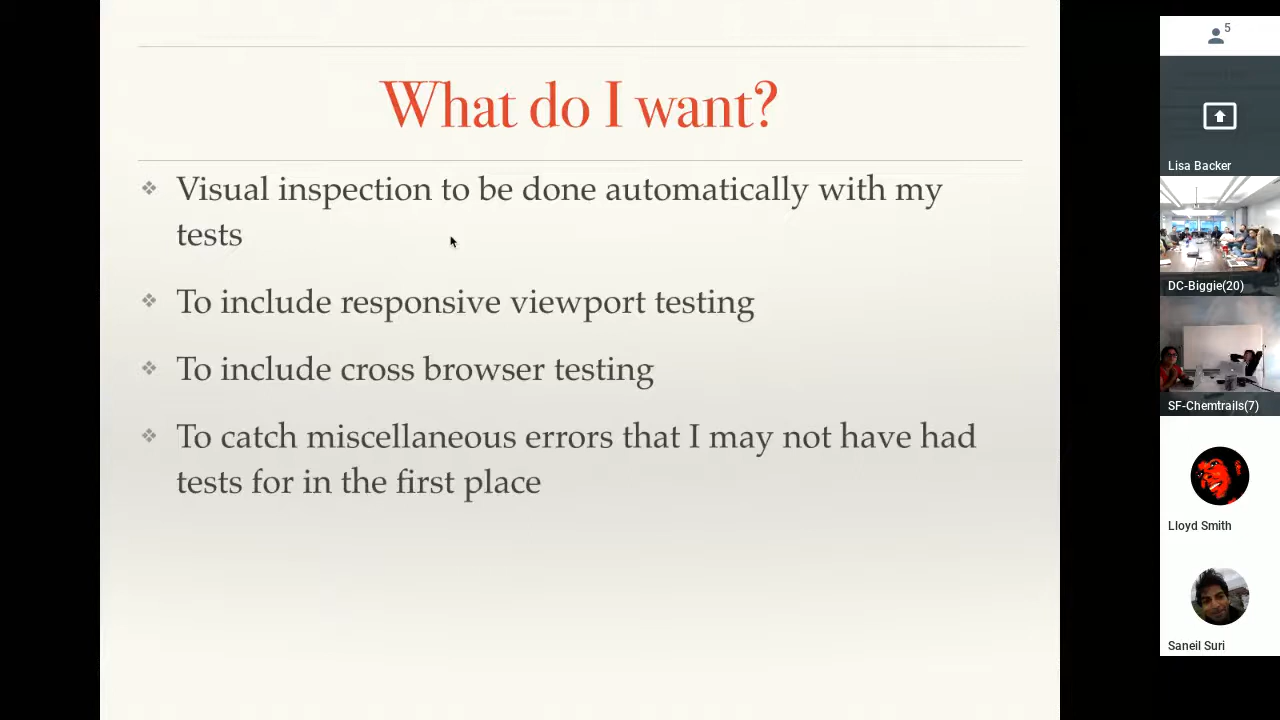 What do I want?
❖ Visual inspection to be done automatically with my
tests
❖ To include responsive viewport testing
❖ To include cross browser testing
❖ To catch miscellaneous errors that I may not have had
tests for in the first place
5
Lisa Backer
DC-Biggie(20)
SF-Chemtrails(7)
Lloyd Smith
Saneil Suri